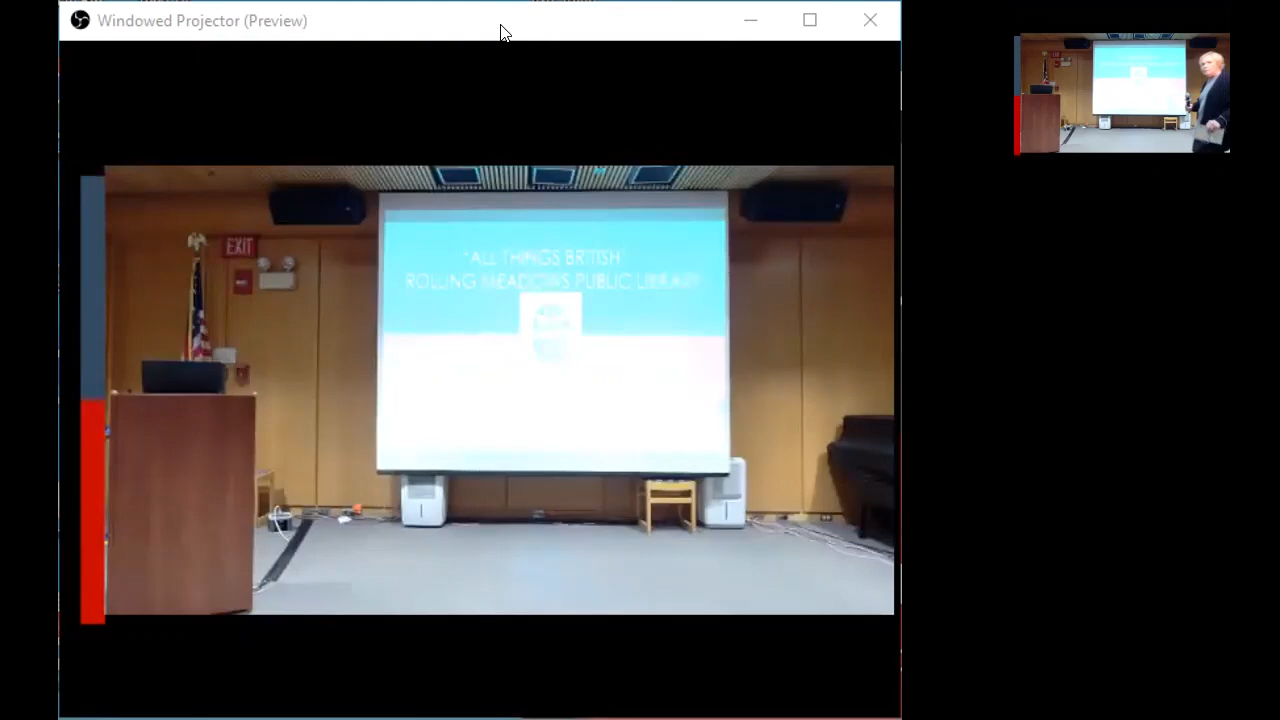 Windowed Projector (Preview)
EXIT
"ALL THINGS BRITISH
ROLLING MEADOWS PUBLIC LIBRARY